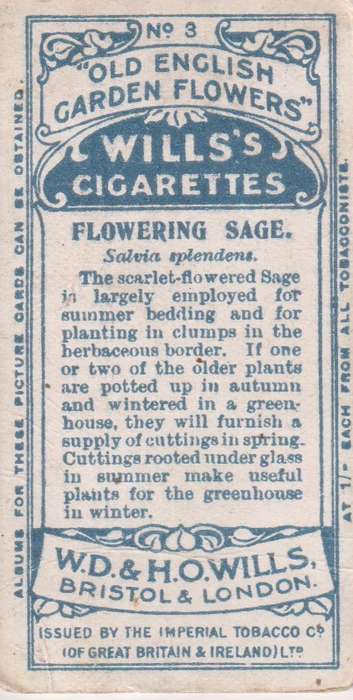 No 3
"OLD ENGLISH
GARDEN FLOWERS"
WILLS'S
CIGARETTES
FLOWERING SAGE.
Salvia splendens.
The scarlet-flowered Sage
is largely employed for
summer bedding and for
planting in clumps in the
herbaceous border. If one
or two of the older plants
are potted up in autumn
and wintered in a green-
house, they will furnish a
supply of cuttings in spring.
Cuttings rooted under glass
in summer make useful
plants for the greenhouse
in winter.
W.D. & H.O. WILLS,
BRISTOL & LONDON.
ISSUED BY THE IMPERIAL TOBACCO Co
(OF GREAT BRITAIN & IRELAND) LTD
ALBUMS FOR THESE PICTURE CARDS CAN BE OBTAINED.
AT 1/- EACH FROM ALL TOBACCONISTS.